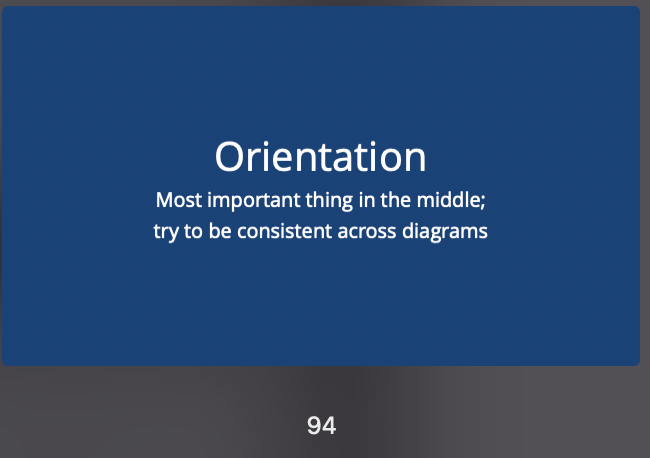 Orientation
Most important thing in the middle;
try to be consistent across diagrams
94